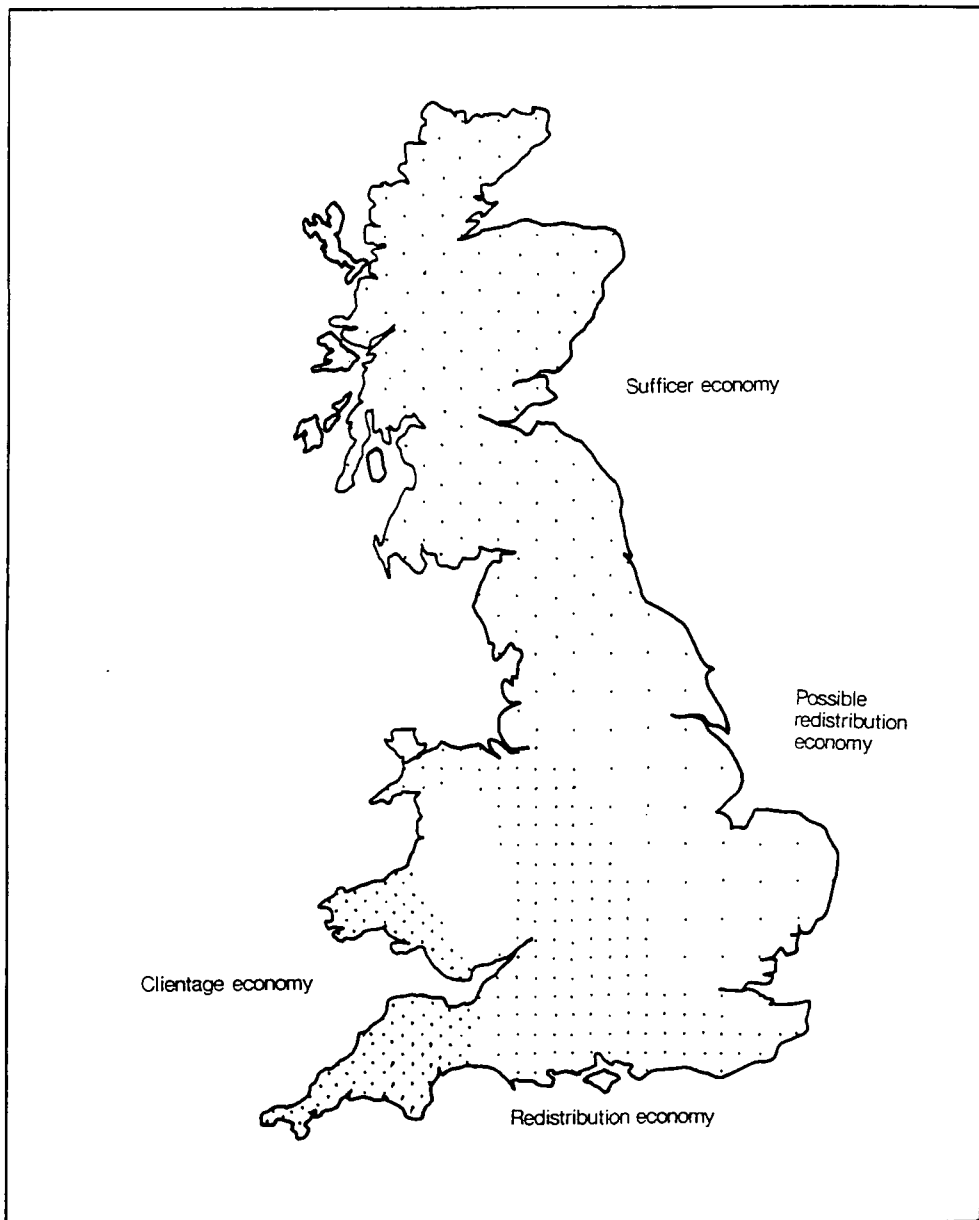 Sufficer economy
Possible
redistribution
economy
Clientage economy
Redistribution economy